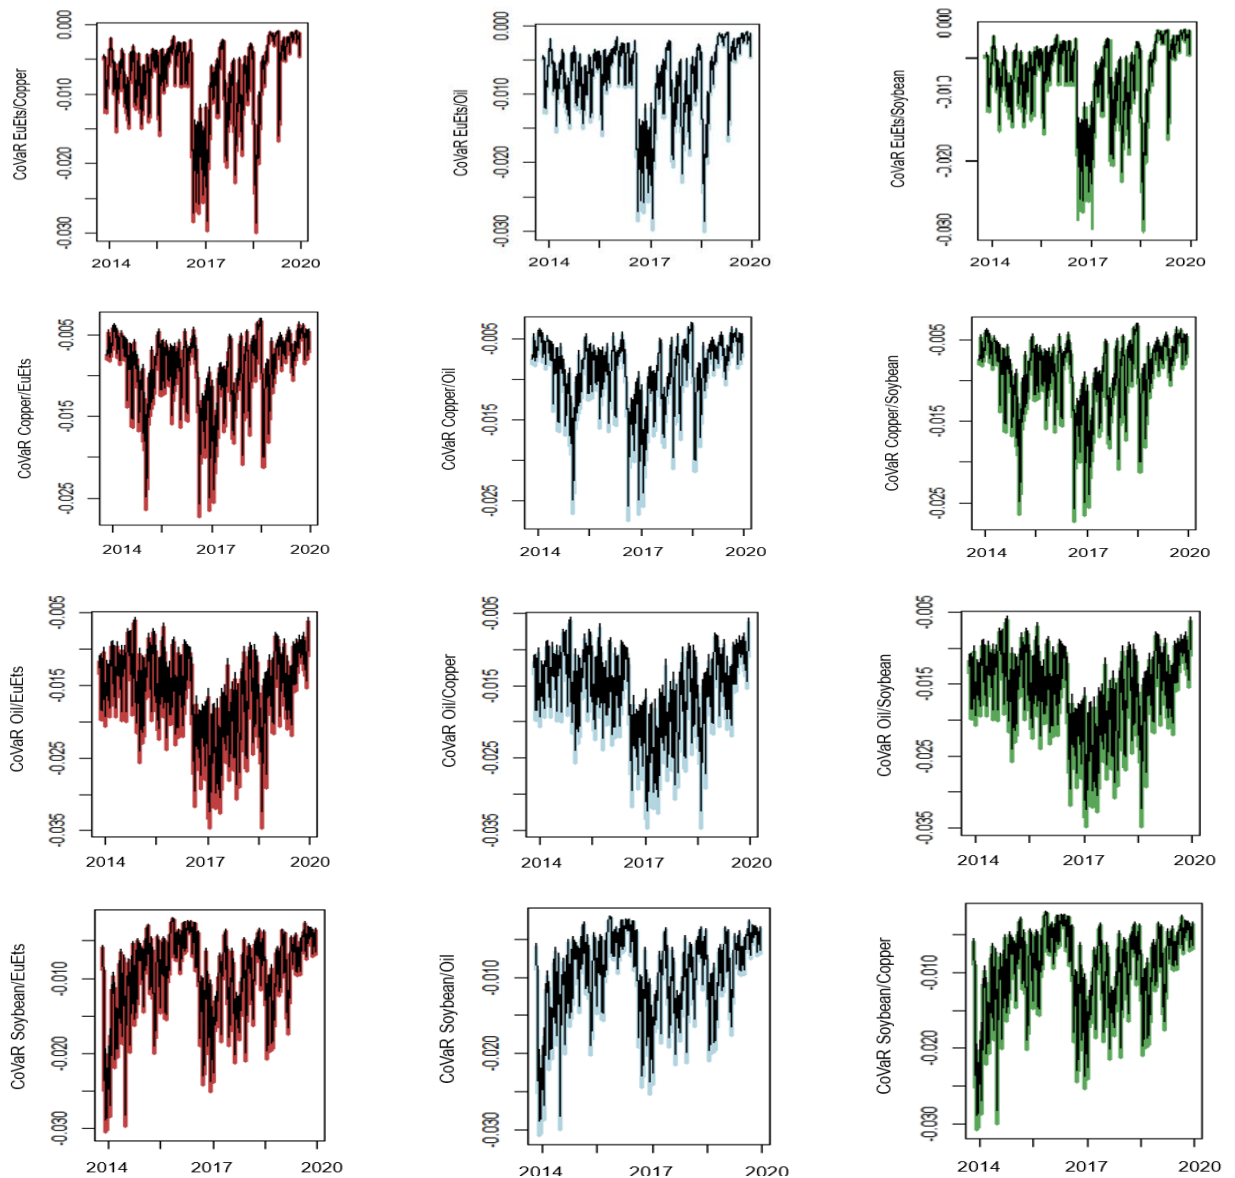 CoVaR EuEts/Copper
0.000
-0.010
-0.020
-0.030
2014 2017 2020
CoVaR EuEts/Oil
0.000
-0.010
-0.020
-0.030
2014 2017 2020
CoVaR EuEts/Soybean
0.000
-0.010
-0.020
-0.030
2014 2017 2020
CoVaR Copper/EuEts
-0.005
-0.015
-0.025
2014 2017 2020
CoVaR Copper/Oil
-0.005
-0.015
-0.025
2014 2017 2020
CoVaR Copper/Soybean
-0.005
-0.015
-0.025
2014 2017 2020
CoVaR Oil/EuEts
-0.005
-0.015
-0.025
-0.035
2014 2017 2020
CoVaR Oil/Copper
-0.005
-0.015
-0.025
-0.035
2014 2017 2020
CoVaR Oil/Soybean
-0.005
-0.015
-0.025
-0.035
2014 2017 2020
CoVaR Soybean/EuEts
-0.010
-0.020
-0.030
2014 2017 2020
CoVaR Soybean/Oil
-0.010
-0.020
-0.030
2014 2017 2020
CoVaR Soybean/Copper
-0.010
-0.020
-0.030
2014 2017 2020